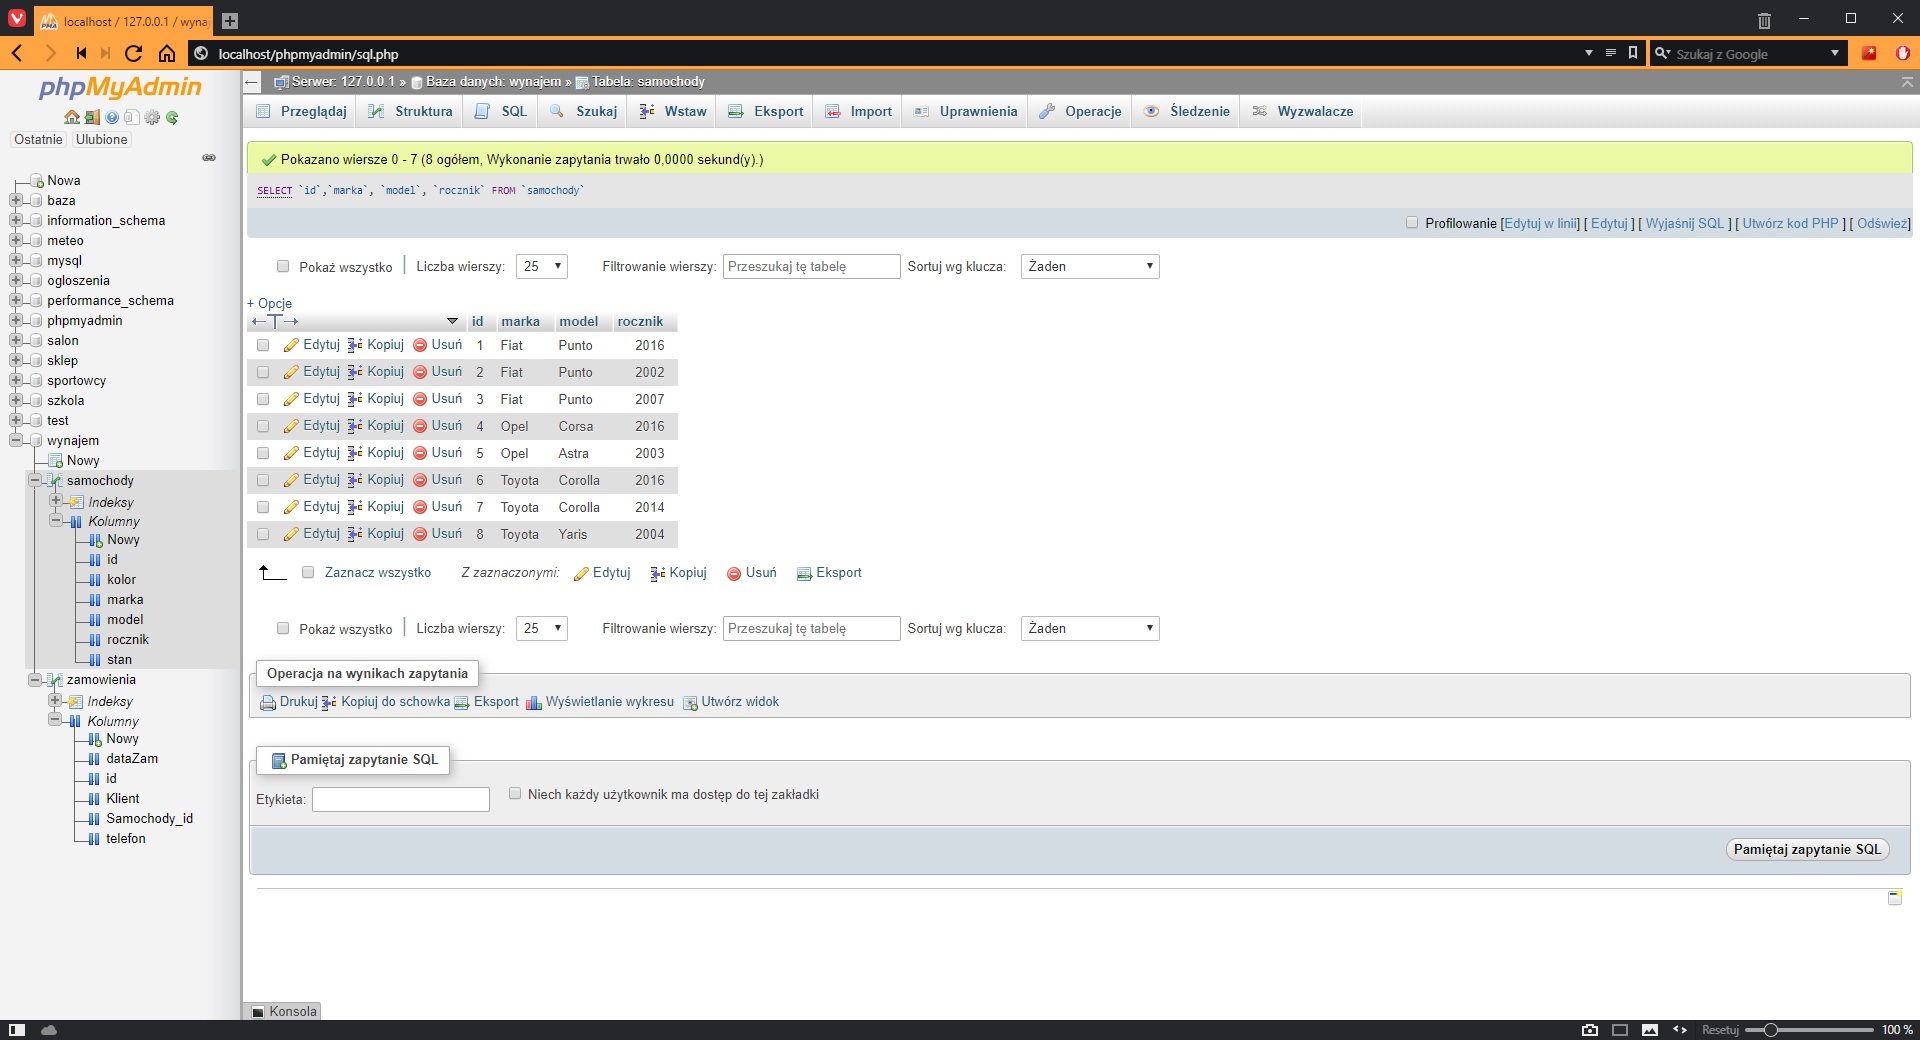 localhost / 127.0.0.1 / wyna
localhost/phpmyadmin/sql.php
Szukaj z Google
phpMyAdmin
Ostatnie Ulubione
Nowa
baza
information_schema
meteo
mysql
ogloszenia
performance_schema
phpmyadmin
salon
sklep
sportowcy
szkola
test
wynajem
Nowy
samochody
Indeksy
Kolumny
Nowy
id
kolor
marka
model
rocznik
stan
zamowienia
Indeksy
Kolumny
Nowy
dataZam
id
Klient
Samochody_id
telefon
Serwer: 127.0.0.1 » Baza danych: wynajem » Tabela: samochody
Przeglądaj Struktura SQL Szukaj Wstaw Eksport Import Uprawnienia Operacje Śledzenie Wyzwalacze
Pokazano wiersze 0 - 7 (8 ogółem, Wykonanie zapytania trwało 0,0000 sekund(y).)
SELECT `id`,`marka`, `model`, `rocznik` FROM `samochody`
Profilowanie [Edytuj w linii] [ Edytuj ] [ Wyjaśnij SQL ] [ Utwórz kod PHP ] [ Odśwież]
Pokaż wszystko Liczba wierszy: 25 Filtrowanie wierszy: Przeszukaj tę tabelę Sortuj wg klucza: Żaden
+ Opcje
id marka model rocznik
Edytuj Kopiuj Usuń 1 Fiat Punto 2016
Edytuj Kopiuj Usuń 2 Fiat Punto 2002
Edytuj Kopiuj Usuń 3 Fiat Punto 2007
Edytuj Kopiuj Usuń 4 Opel Corsa 2016
Edytuj Kopiuj Usuń 5 Opel Astra 2003
Edytuj Kopiuj Usuń 6 Toyota Corolla 2016
Edytuj Kopiuj Usuń 7 Toyota Corolla 2014
Edytuj Kopiuj Usuń 8 Toyota Yaris 2004
Zaznacz wszystko Z zaznaczonymi: Edytuj Kopiuj Usuń Eksport
Pokaż wszystko Liczba wierszy: 25 Filtrowanie wierszy: Przeszukaj tę tabelę Sortuj wg klucza: Żaden
Operacja na wynikach zapytania
Drukuj Kopiuj do schowka Eksport Wyświetlanie wykresu Utwórz widok
Pamiętaj zapytanie SQL
Etykieta: Niech każdy użytkownik ma dostęp do tej zakładki
Pamiętaj zapytanie SQL
Konsola
Resetuj 100 %